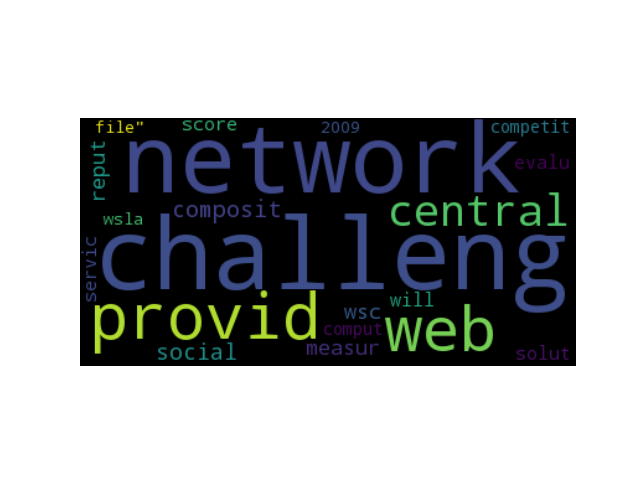 file" score 2009 competit
network
reput evalu
composit central
wsla
challeng
servic
provid will
wsc web
comput
social measur solut